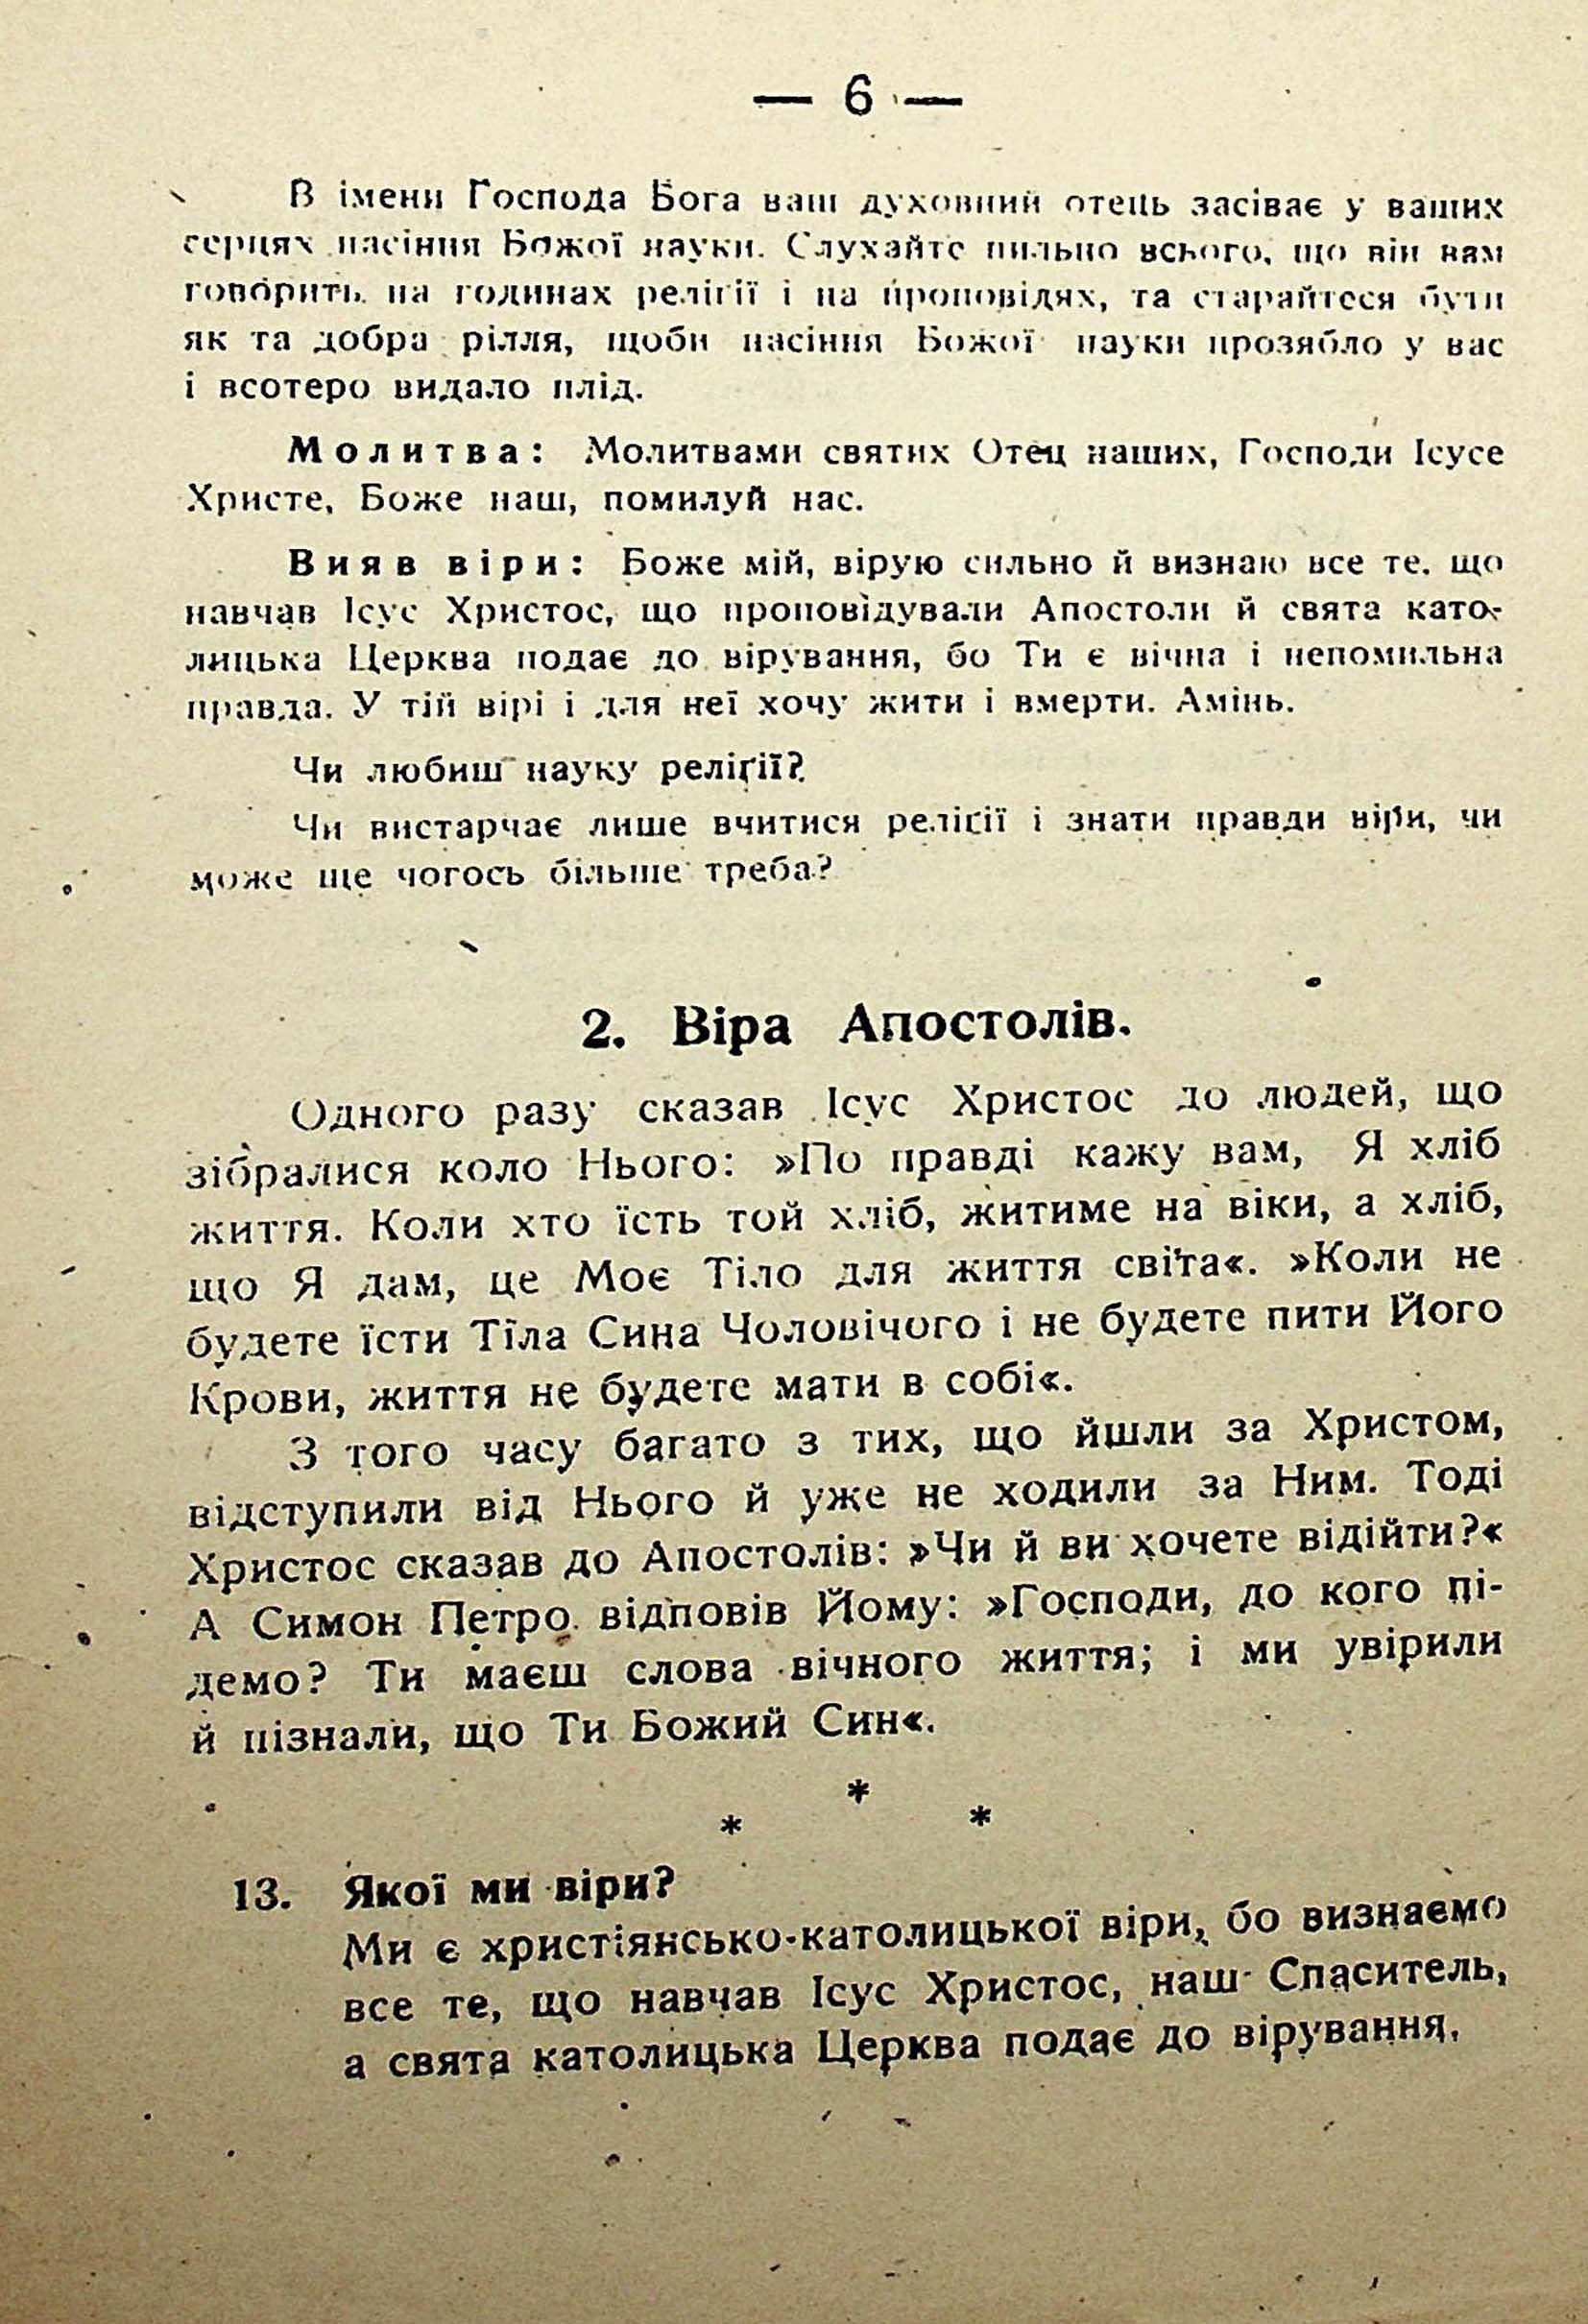 — 6 —
В імени Господа Бога ваш духовний отець засіває у ваших
серцях насіння Божої науки. Слухайте пильно всього, що він вам
говорить на годинах релігії і на проповідях, та старайтеся бути
як та добра рілля, щоби насіння Божої науки прозябло у вас
і всотеро видало плід.
Молитва: Молитвами святих Отец наших, Господи Ісусе
Христе, Боже наш, помилуй нас.
Вияв віри: Боже мій, вірую сильно й визнаю все те, що
навчав Ісус Христос, що проповідували Апостоли й свята като-
лицька Церква подає до вірування, бо Ти є вічна і непомильна
правда. У тій вірі і для неї хочу жити і вмерти. Амінь.
Чи любиш науку реліґії?
Чи вистарчає лише вчитися реліґії і знати правди віри, чи
може ще чогось більше треба?
2. Віра Апостолів.
Одного разу сказав Ісус Христос до людей, що
зібралися коло Нього: »По правді кажу вам, Я хліб
життя. Коли хто їсть той хліб, житиме на віки, а хліб,
що Я дам, це Моє Тіло для життя світа«. »Коли не
будете їсти Тіла Сина Чоловічого і не будете пити Його
Крови, життя не будете мати в собі«.
З того часу багато з тих, що йшли за Христом,
відступили від Нього й уже не ходили за Ним. Тоді
Христос сказав до Апостолів: »Чи й ви хочете відійти?«
А Симон Петро відповів Йому: »Господи, до кого пі-
демо? Ти маєш слова вічного життя; і ми увірили
й пізнали, що Ти Божий Син«.
*
* *
13. Якої ми віри?
Ми є християнсько-католицької віри, бо визнаємо
все те, що навчав Ісус Христос, наш Спаситель,
а свята католицька Церква подає до вірування.